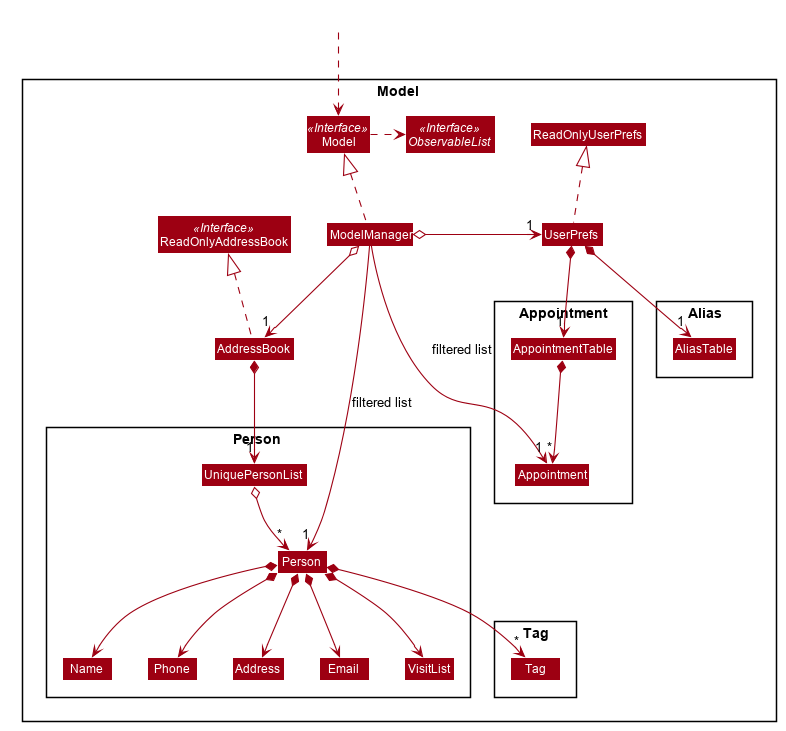 Model
«Interface»
Model
«Interface»
ObservableList
ReadOnlyUserPrefs
«Interface»
ReadOnlyAddressBook
ModelManager
1
UserPrefs
Appointment
Alias
1
1
1
AddressBook
AppointmentTable
AliasTable
filtered list
filtered list
Person
1
1
*
UniquePersonList
Appointment
*
1
Person
Tag
*
Name
Phone
Address
Email
VisitList
Tag